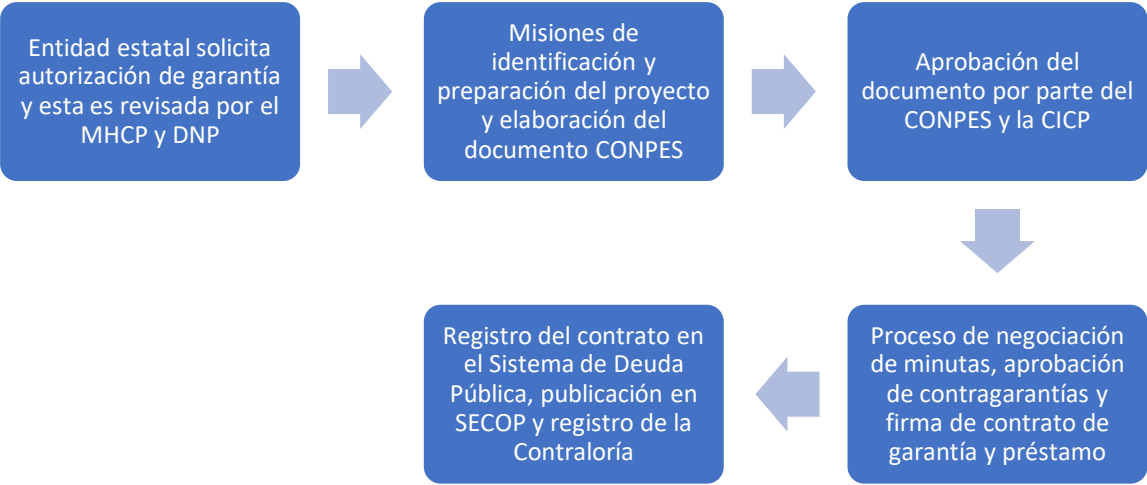 Entidad estatal solicita
autorización de garantía
y esta es revisada por el
MHCP y DNP
Misiones de
identificación y
preparación del proyecto
y elaboración del
documento CONPES
Aprobación del
documento por parte del
CONPES y la CICP
Proceso de negociación
de minutas, aprobación
de contragarantías y
firma de contrato de
garantía y préstamo
Registro del contrato en
el Sistema de Deuda
Pública, publicación en
SECOP y registro de la
Contraloría